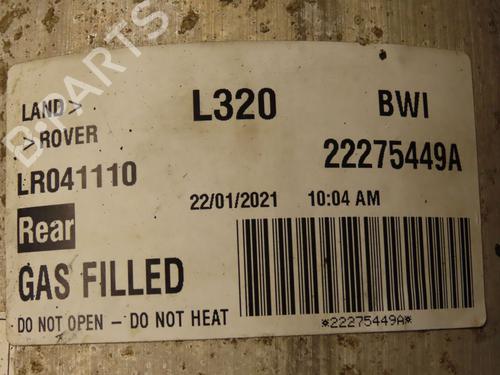 LAND > L320 BWI
> ROVER 22275449A
LR041110
22/01/2021 10:04 AM
Rear
GAS FILLED
DO NOT OPEN – DO NOT HEAT
*22275449A*
B-PARTS